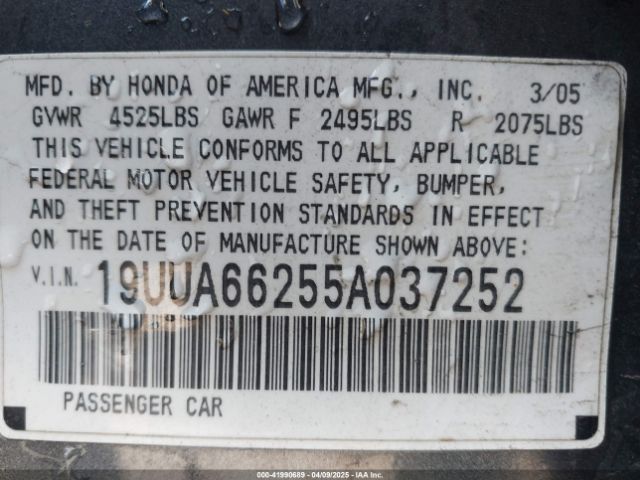 MFD. BY HONDA OF AMERICA MFG., INC. 3/05
GVWR 4525LBS GAWR F 2495LBS R 2075LBS
THIS VEHICLE CONFORMS TO ALL APPLICABLE
FEDERAL MOTOR VEHICLE SAFETY, BUMPER,
AND THEFT PREVENTION STANDARDS IN EFFECT
ON THE DATE OF MANUFACTURE SHOWN ABOVE:
V.I.N. 19UUA66255A037252
PASSENGER CAR
000-41990689 | 04/09/2025 - IAA Inc.